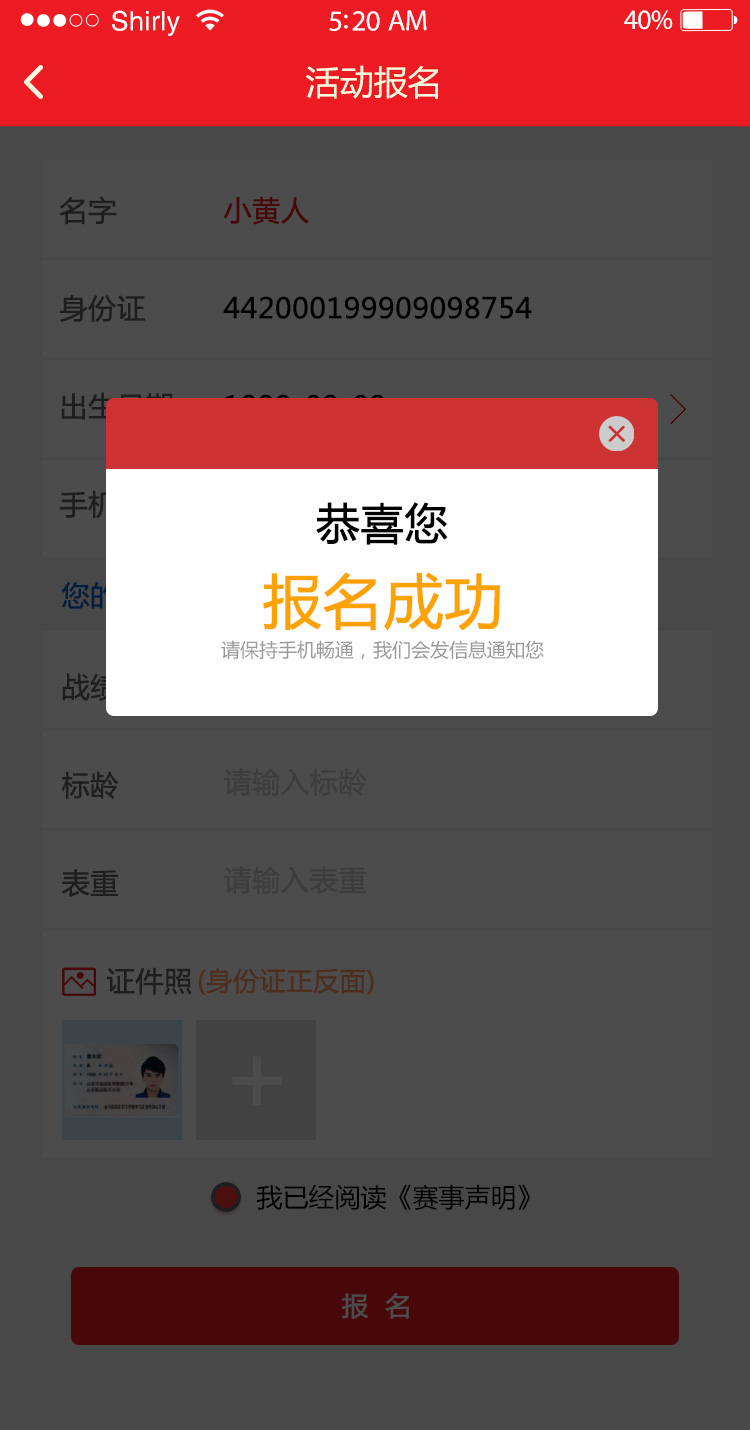 Shirly 5:20 AM 40%
活动报名
名字 小黄人
身份证 442000199909098754
出生日期
手机
恭喜您
报名成功
请保持手机畅通，我们会发信息通知您
您的
战绩
标龄 请输入标龄
表重 请输入表重
证件照(身份证正反面)
我已经阅读《赛事声明》
报 名